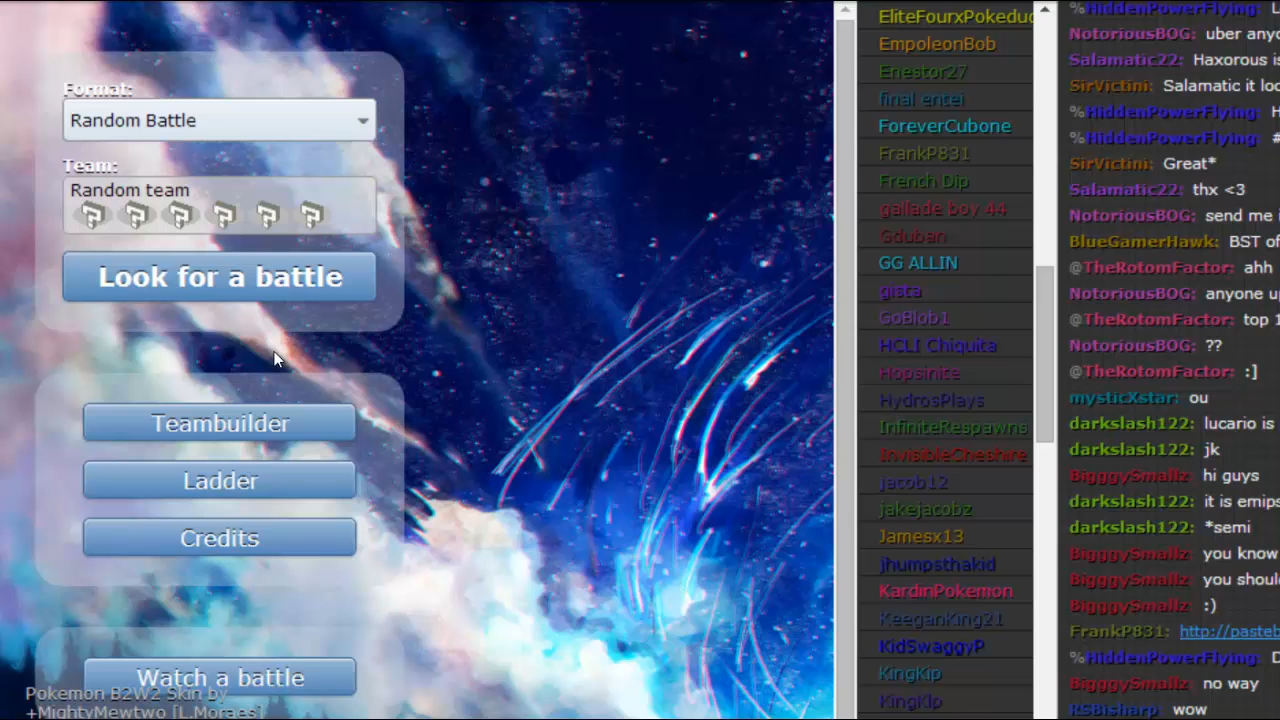 Format:
Random Battle
Team:
Random team
Look for a battle
Teambuilder
Ladder
Credits
Watch a battle
Pokemon B2W2 Skin by
+MightyMewtwo [L.Moraes]
EliteFourxPokeduc
EmpoleonBob
Enestor27
final entei
ForeverCubone
FrankP831
French Dip
gallade boy 44
Gduban
GG ALLIN
gista
GoBlob1
HCLI Chiquita
Hopsinite
HydrosPlays
InfiniteRespawns
InvisibleCheshire
jacob12
jakejacobz
Jamesx13
jhumpsthakid
KardinPokemon
KeeganKing21
KidSwaggyP
KingKip
KingKlp
%HiddenPowerFlying:
NotoriousBOG: uber anyo
Salamatic22: Haxorous is
SirVictini: Salamatic it loo
%HiddenPowerFlying: H
%HiddenPowerFlying: #
SirVictini: Great*
Salamatic22: thx <3
NotoriousBOG: send me
BlueGamerHawk: BST of
@TheRotomFactor: ahh
NotoriousBOG: anyone up
@TheRotomFactor: top 1
NotoriousBOG: ??
@TheRotomFactor: :]
mysticXstar: ou
darkslash122: lucario is
darkslash122: jk
BigggySmallz: hi guys
darkslash122: it is emips
darkslash122: *semi
BigggySmallz: you know
BigggySmallz: you shoul
BigggySmallz: :)
FrankP831: http://pasteb
%HiddenPowerFlying: D
BigggySmallz: no way
RSBisharp: wow